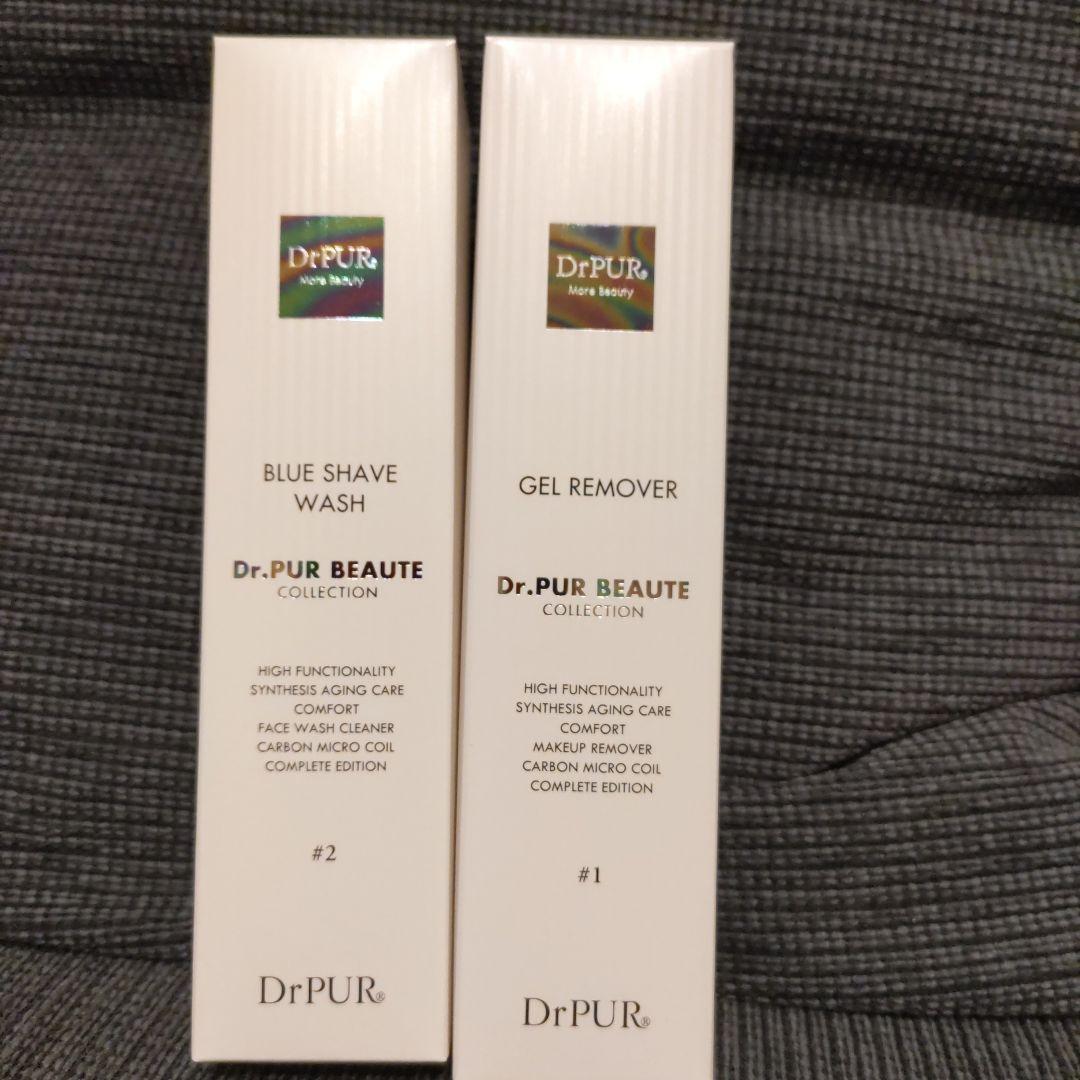 DrPUR®
More Beauty
BLUE SHAVE
WASH
Dr.PUR BEAUTE
COLLECTION
HIGH FUNCTIONALITY
SYNTHESIS AGING CARE
COMFORT
FACE WASH CLEANER
CARBON MICRO COIL
COMPLETE EDITION
#2
DrPUR®
DrPUR®
More Beauty
GEL REMOVER
Dr.PUR BEAUTE
COLLECTION
HIGH FUNCTIONALITY
SYNTHESIS AGING CARE
COMFORT
MAKEUP REMOVER
CARBON MICRO COIL
COMPLETE EDITION
#1
DrPUR®